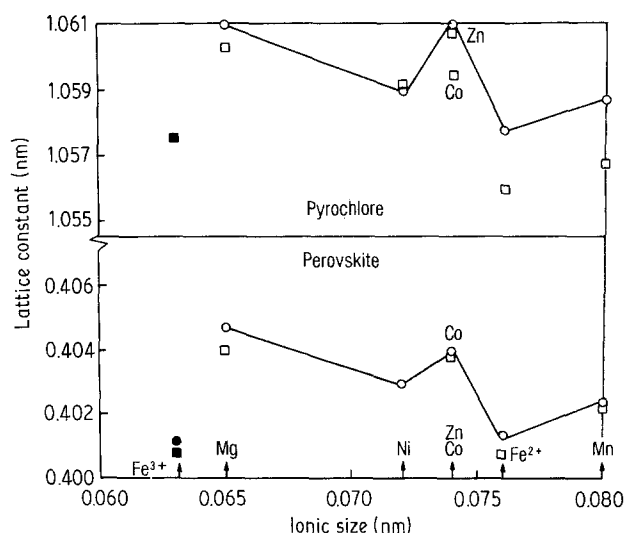 1.061
1.059
1.057
1.055
0.406
0.404
0.402
0.400
Lattice constant (nm)
Zn
Co
Pyrochlore
Perovskite
Co
Zn
Co
Fe3+
Mg
Ni
Fe2+
Mn
0.060
0.065
0.070
0.075
0.080
Ionic size (nm)